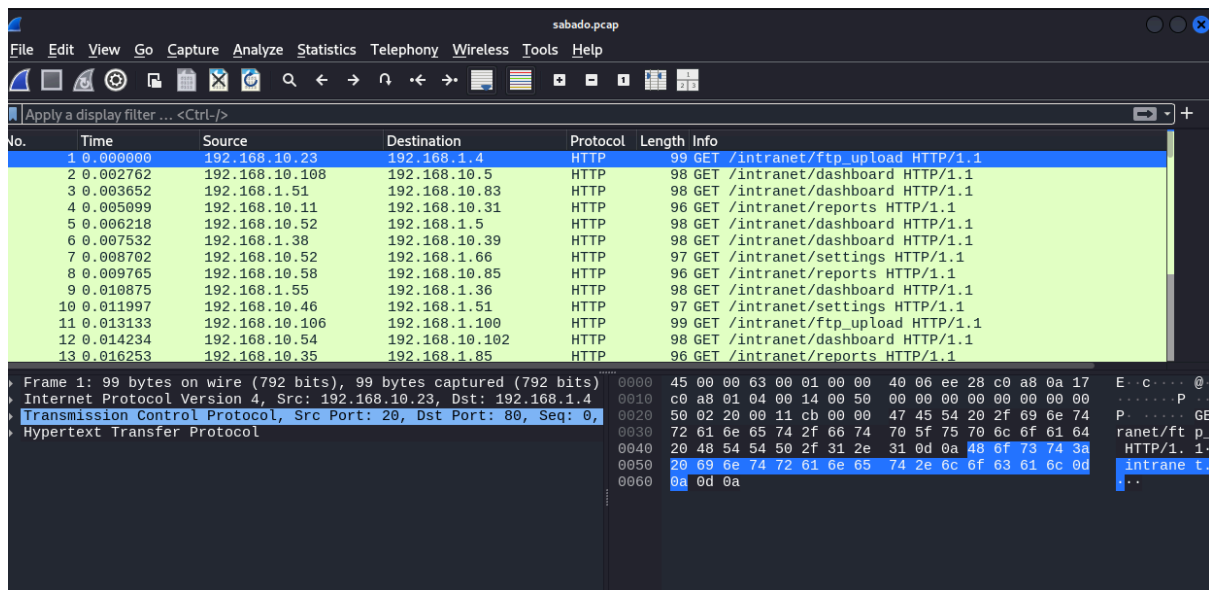 sabado.pcap
File Edit View Go Capture Analyze Statistics Telephony Wireless Tools Help
Apply a display filter ... <Ctrl-/>
No. Time Source Destination Protocol Length Info
1 0.000000 192.168.10.23 192.168.1.4 HTTP 99 GET /intranet/ftp_upload HTTP/1.1
2 0.002762 192.168.10.108 192.168.10.5 HTTP 98 GET /intranet/dashboard HTTP/1.1
3 0.003652 192.168.1.51 192.168.10.83 HTTP 98 GET /intranet/dashboard HTTP/1.1
4 0.005099 192.168.10.11 192.168.10.31 HTTP 96 GET /intranet/reports HTTP/1.1
5 0.006218 192.168.10.52 192.168.1.5 HTTP 98 GET /intranet/dashboard HTTP/1.1
6 0.007532 192.168.1.38 192.168.10.39 HTTP 98 GET /intranet/dashboard HTTP/1.1
7 0.008702 192.168.10.52 192.168.1.66 HTTP 97 GET /intranet/settings HTTP/1.1
8 0.009765 192.168.10.58 192.168.10.85 HTTP 96 GET /intranet/reports HTTP/1.1
9 0.010875 192.168.1.55 192.168.1.36 HTTP 98 GET /intranet/dashboard HTTP/1.1
10 0.011997 192.168.10.46 192.168.1.51 HTTP 97 GET /intranet/settings HTTP/1.1
11 0.013133 192.168.10.106 192.168.1.100 HTTP 99 GET /intranet/ftp_upload HTTP/1.1
12 0.014234 192.168.10.54 192.168.10.102 HTTP 98 GET /intranet/dashboard HTTP/1.1
13 0.016253 192.168.10.35 192.168.1.85 HTTP 96 GET /intranet/reports HTTP/1.1
Frame 1: 99 bytes on wire (792 bits), 99 bytes captured (792 bits)
Internet Protocol Version 4, Src: 192.168.10.23, Dst: 192.168.1.4
Transmission Control Protocol, Src Port: 20, Dst Port: 80, Seq: 0,
Hypertext Transfer Protocol
0000 45 00 00 63 00 01 00 00 40 06 ee 28 c0 a8 0a 17 E··c···· @·
0010 c0 a8 01 04 00 14 00 50 00 00 00 00 00 00 00 00 ·······P ·
0020 50 02 20 00 11 cb 00 00 47 45 54 20 2f 69 6e 74 P· ····· GE
0030 72 61 6e 65 74 2f 66 74 70 5f 75 70 6c 6f 61 64 ranet/ft p_
0040 20 48 54 54 50 2f 31 2e 31 0d 0a 48 6f 73 74 3a HTTP/1. 1·
0050 20 69 6e 74 72 61 6e 65 74 2e 6c 6f 63 61 6c 0d intrane t.
0060 0a 0d 0a ···